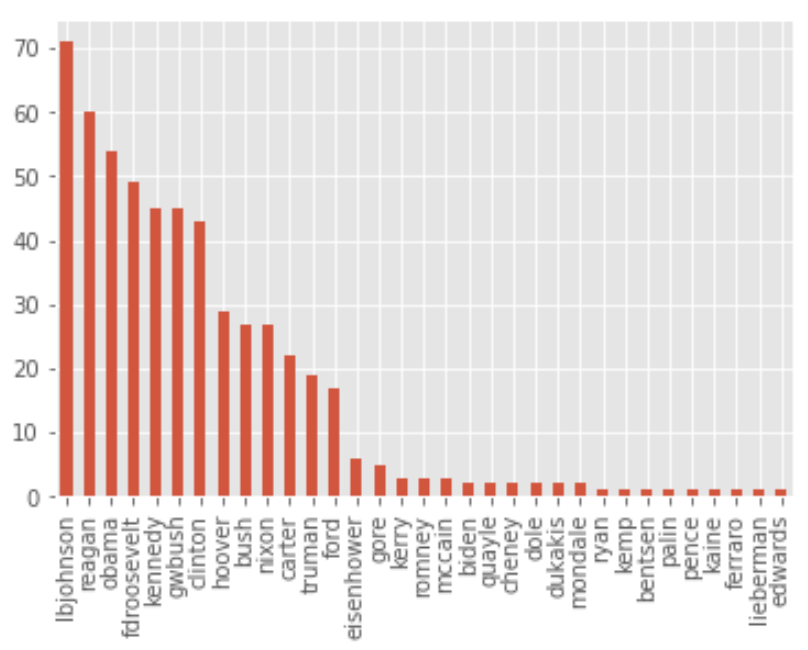 70
60
50
40
30
20
10
0
lbjohnson
reagan
obama
fdroosevelt
kennedy
gwbush
clinton
hoover
bush
nixon
carter
truman
ford
eisenhower
gore
kerry
romney
mccain
biden
quayle
cheney
dole
dukakis
mondale
ryan
kemp
bentsen
palin
pence
kaine
ferraro
lieberman
edwards